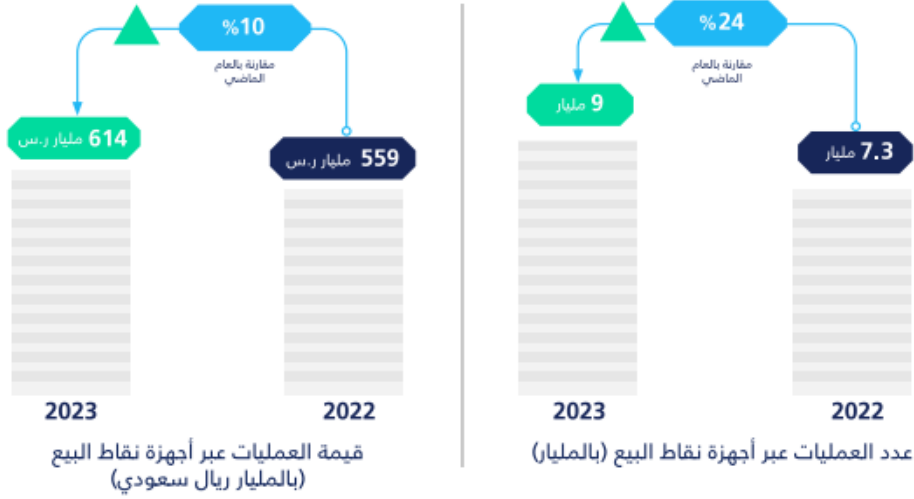 %24
مقارنة بالعام
الماضي
7.3 مليار
9 مليار
2022
2023
عدد العمليات عبر أجهزة نقاط البيع (بالمليار)
%10
مقارنة بالعام
الماضي
559 مليار ر.س
614 مليار ر.س
2022
2023
قيمة العمليات عبر أجهزة نقاط البيع
(بالمليار ريال سعودي)